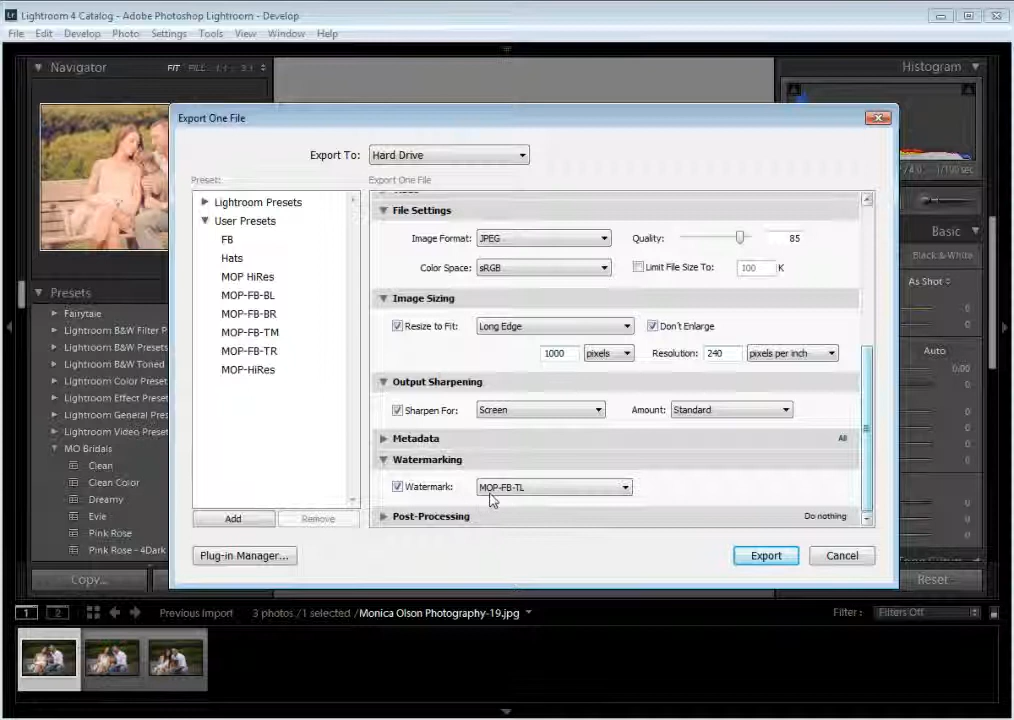 Lightroom 4 Catalog - Adobe Photoshop Lightroom - Develop
File Edit Develop Photo Settings Tools View Window Help
Navigator FIT FILL 1:1 3:1
Histogram
Export One File
Export To: Hard Drive
Preset:
Export One File
Lightroom Presets
User Presets
FB
Hats
MOP HiRes
MOP-FB-BL
MOP-FB-BR
MOP-FB-TM
MOP-FB-TR
MOP-HiRes
Add Remove
File Settings
Image Format: JPEG Quality: 85
Color Space: sRGB Limit File Size To: 100 K
Image Sizing
Resize to Fit: Long Edge Don't Enlarge
1000 pixels Resolution: 240 pixels per inch
Output Sharpening
Sharpen For: Screen Amount: Standard
Metadata All
Watermarking
Watermark: MOP-FB-TL
Post-Processing Do nothing
Plug-in Manager... Export Cancel
Presets
Fairytale
Lightroom B&W Filter P
Lightroom B&W Presets
Lightroom B&W Toned
Lightroom Color Preset
Lightroom Effect Preset
Lightroom General Pres
Lightroom Video Preset
MO Bridals
Clean
Clean Color
Dreamy
Evie
Pink Rose
Pink Rose - 4Dark
Copy...
Basic
Black & White
As Shot
Auto
0.00
Reset
1 2 Previous Import 3 photos / 1 selected / Monica Olson Photography-19.jpg Filter : Filters Off